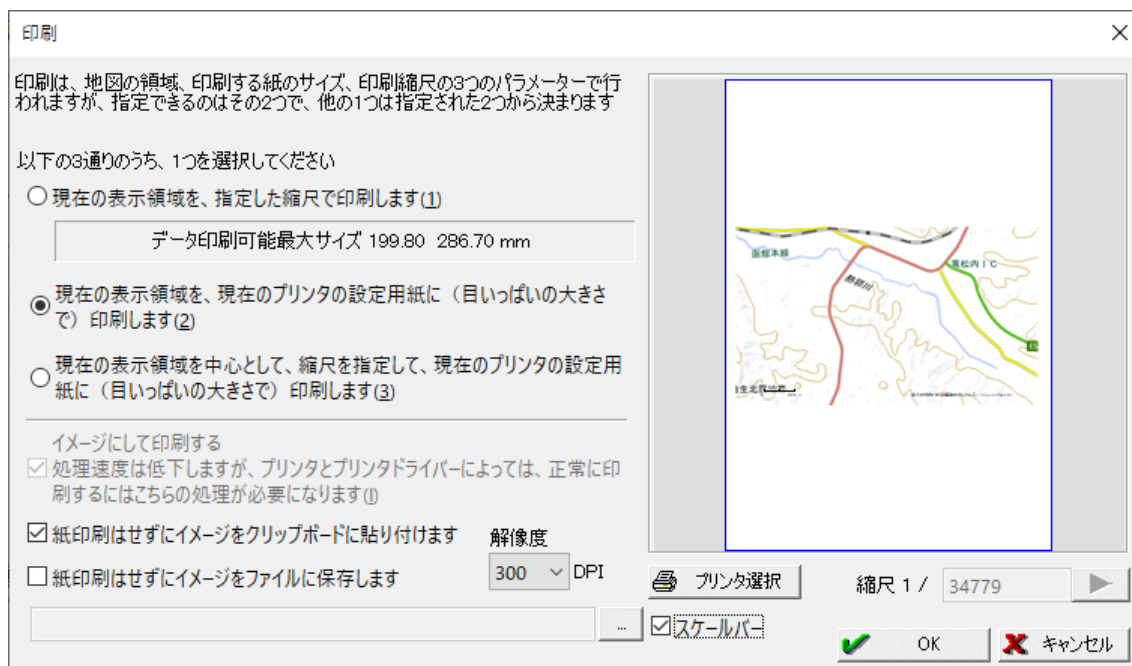 印刷
印刷は、地図の領域、印刷する紙のサイズ、印刷縮尺の3つのパラメーターで行
われますが、指定できるのはその2つで、他の1つは指定された2つから決まります
以下の3通りのうち、1つを選択してください
現在の表示領域を、指定した縮尺で印刷します(1)
データ印刷可能最大サイズ 199.80 286.70 mm
現在の表示領域を、現在のプリンタの設定用紙に（目いっぱいの大きさ
で）印刷します(2)
現在の表示領域を中心として、縮尺を指定して、現在のプリンタの設定用
紙に（目いっぱいの大きさで）印刷します(3)
イメージにして印刷する
処理速度は低下しますが、プリンタとプリンタドライバーによっては、正常に印
刷するにはこちらの処理が必要になります(I)
紙印刷はせずにイメージをクリップボードに貼り付けます
解像度
300 DPI
紙印刷はせずにイメージをファイルに保存します
...
函館本線
黒松内IC
熱郛川
プリンタ選択
縮尺 1 / 34779
スケールバー
OK
キャンセル